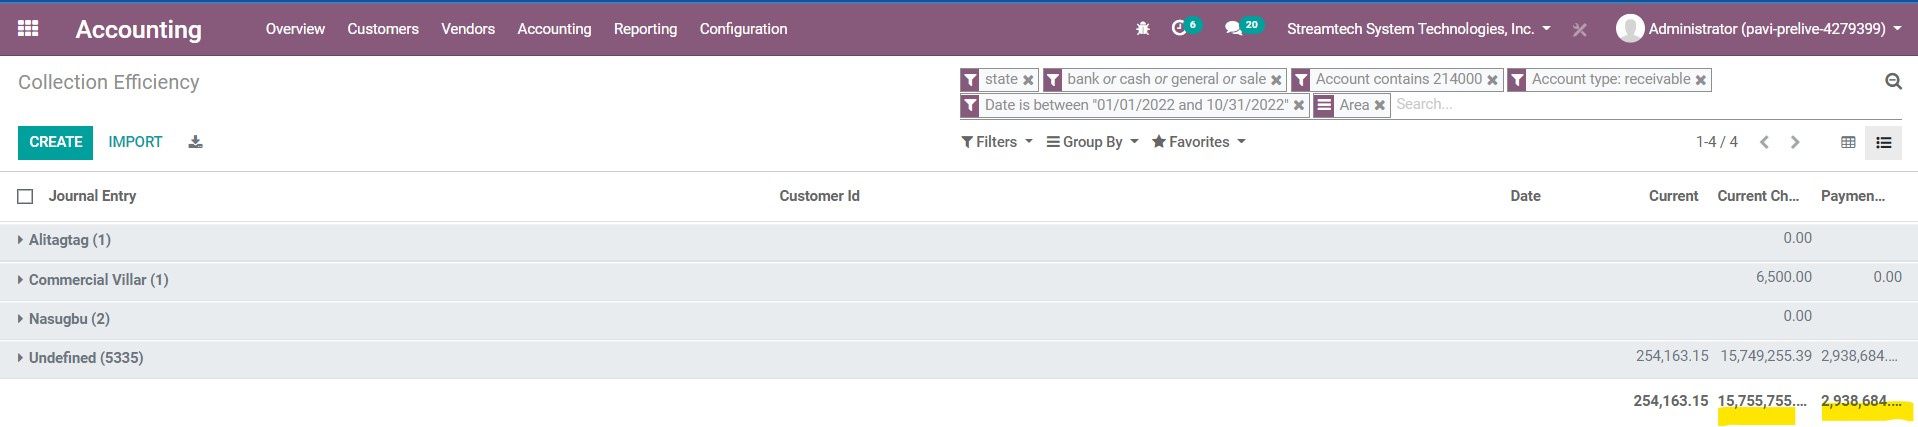 Accounting Overview Customers Vendors Accounting Reporting Configuration 6 20 Streamtech System Technologies, Inc. Administrator (pavi-prelive-4279399)
Collection Efficiency
state bank or cash or general or sale Account contains 214000 Account type: receivable
Date is between "01/01/2022 and 10/31/2022" Area Search...
CREATE IMPORT Filters Group By Favorites 1-4 / 4
Journal Entry Customer Id Date Current Current Ch... Paymen...
Alitagtag (1) 0.00
Commercial Villar (1) 6,500.00 0.00
Nasugbu (2) 0.00
Undefined (5335) 254,163.15 15,749,255.39 2,938,684....
254,163.15 15,755,755.... 2,938,684....